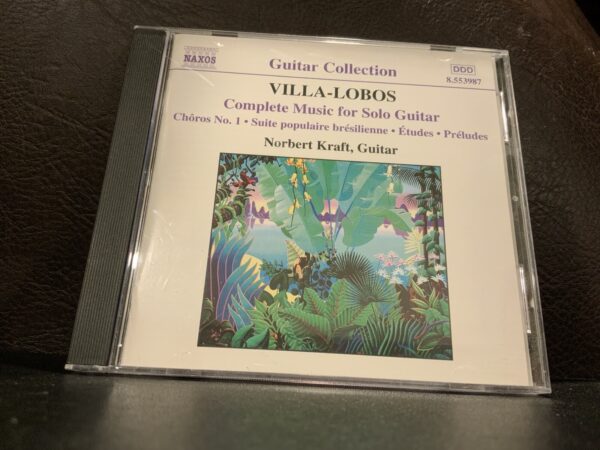 NAXOS
Guitar Collection
DDD
8.553987
VILLA-LOBOS
Complete Music for Solo Guitar
Chôros No. 1 • Suite populaire brésilienne • Études • Préludes
Norbert Kraft, Guitar